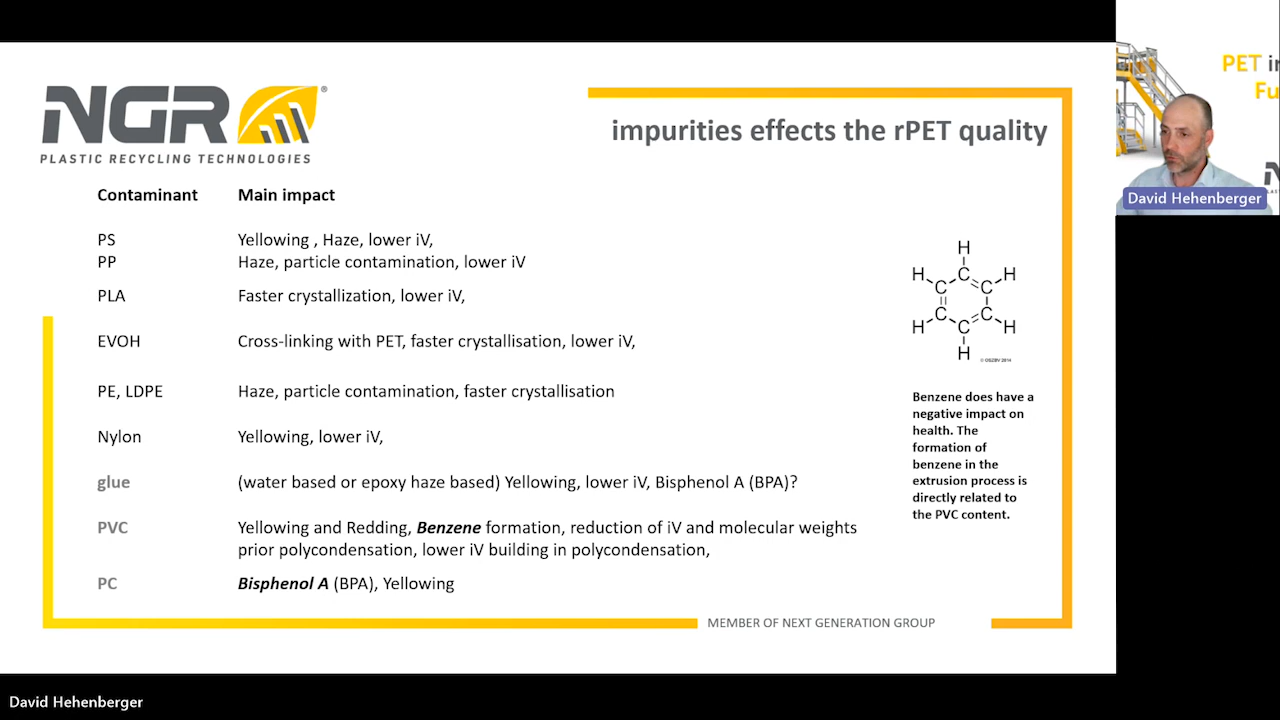 NGR®
PLASTIC RECYCLING TECHNOLOGIES
impurities effects the rPET quality
Contaminant Main impact
PS Yellowing , Haze, lower iV,
PP Haze, particle contamination, lower iV
PLA Faster crystallization, lower iV,
EVOH Cross-linking with PET, faster crystallisation, lower iV,
PE, LDPE Haze, particle contamination, faster crystallisation
Nylon Yellowing, lower iV,
glue (water based or epoxy haze based) Yellowing, lower iV, Bisphenol A (BPA)?
PVC Yellowing and Redding, Benzene formation, reduction of iV and molecular weights
prior polycondensation, lower iV building in polycondensation,
PC Bisphenol A (BPA), Yellowing
H
H C H
C C
C C
H C H
H
© OSZBV 2014
Benzene does have a
negative impact on
health. The
formation of
benzene in the
extrusion process is
directly related to
the PVC content.
MEMBER OF NEXT GENERATION GROUP
PET
Fu
David Hehenberger
David Hehenberger